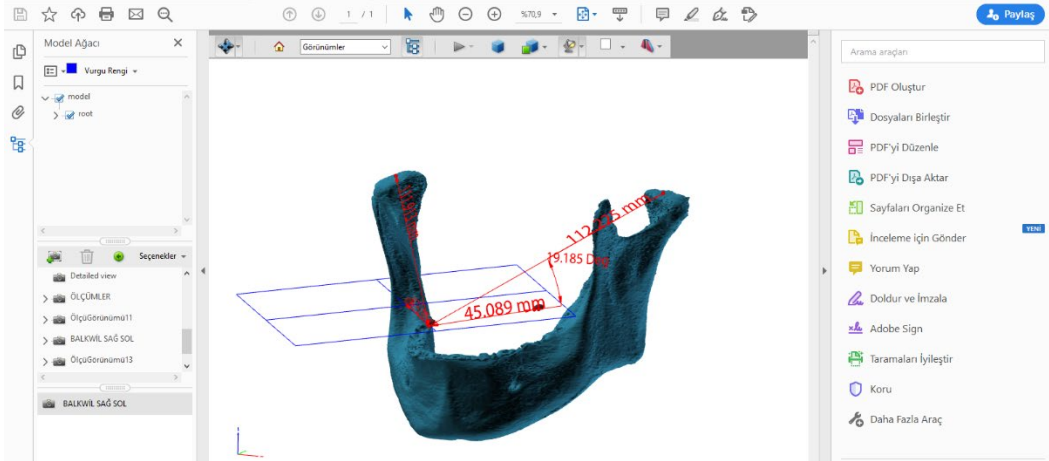 1 / 1
%70,9
Paylaş
Model Ağacı
Vurgu Rengi
model
root
Seçenekler
Detailed view
ÖLÇÜMLER
ÖlçüGörünümü11
BALKWİL SAĞ SOL
ÖlçüGörünümü13
BALKWİL SAĞ SOL
Görünümler
45.089 mm
Arama araçları
PDF Oluştur
Dosyaları Birleştir
PDF'yi Düzenle
PDF'yi Dışa Aktar
Sayfaları Organize Et
İnceleme için Gönder
YENİ
Yorum Yap
Doldur ve İmzala
Adobe Sign
Taramaları İyileştir
Koru
Daha Fazla Araç